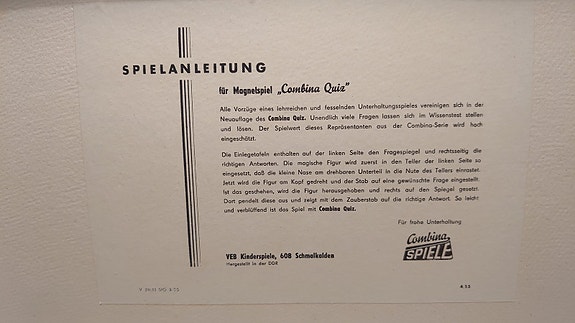 SPIELANLEITUNG
für Magnetspiel „Combina Quiz"
Alle Vorzüge eines lehrreichen und fesselnden Unterhaltungsspieles vereinigen sich in der
Neuauflage des Combina Quiz. Unendlich viele Fragen lassen sich im Wissenstest stellen
und lösen. Der Spielwert dieses Repräsentanten aus der Combina-Serie wird hoch
eingeschätzt.
Die Einlegetafeln enthalten auf der linken Seite den Fragespiegel und rechtsseitig die
richtigen Antworten. Die magische Figur wird zuerst in den Teller der linken Seite so
eingesetzt, daß die kleine Nase am drehbaren Unterteil in die Nute des Tellers einrastet.
Jetzt wird die Figur am Kopf gedreht und der Stab auf eine gewünschte Frage eingestellt.
Ist das geschehen, wird die Figur herausgehoben und rechts auf den Spiegel gesetzt.
Dort pendelt diese aus und zeigt mit dem Zauberstab auf die richtige Antwort. So leicht
und verblüffend ist das Spiel mit Combina Quiz.
Für frohe Unterhaltung
Combina
SPIELE
VEB Kinderspiele, 608 Schmalkalden
Hergestellt in der DDR